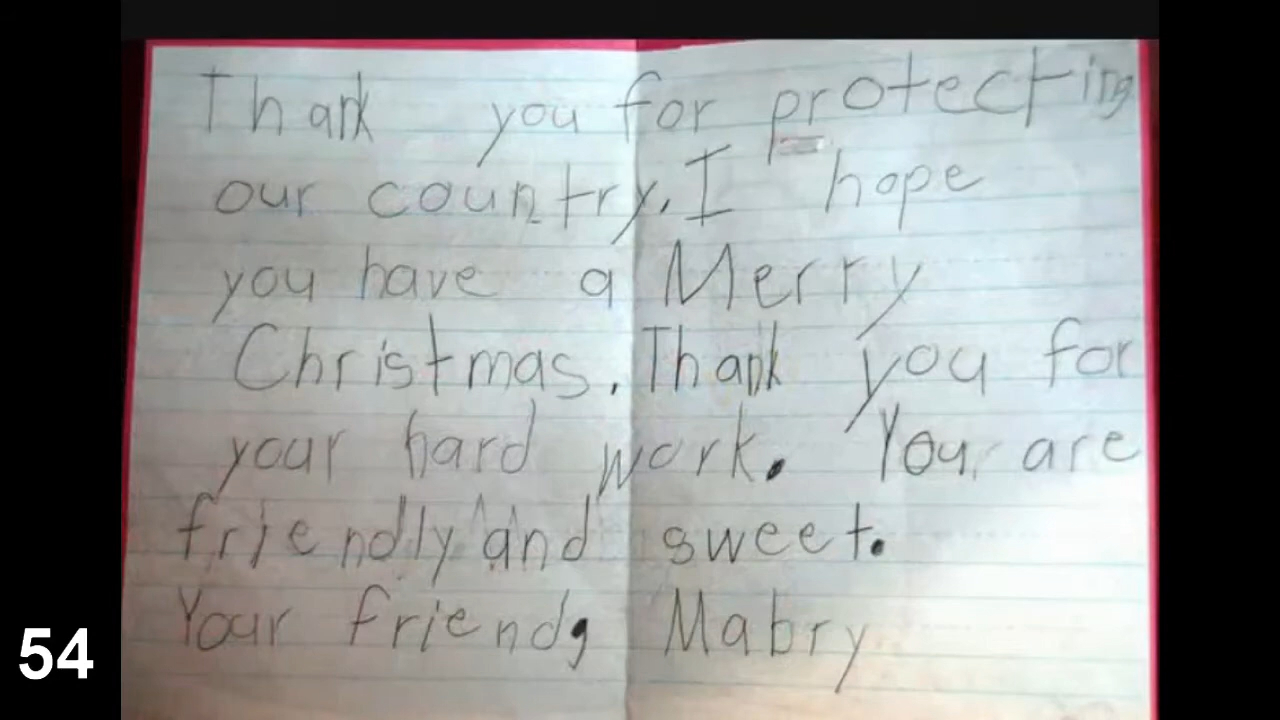 Thank you for protecting
our country. I hope
you have a Merry
Christmas. Thank you for
your hard work. You are
friendly and sweet.
Your friend, Mabry
54